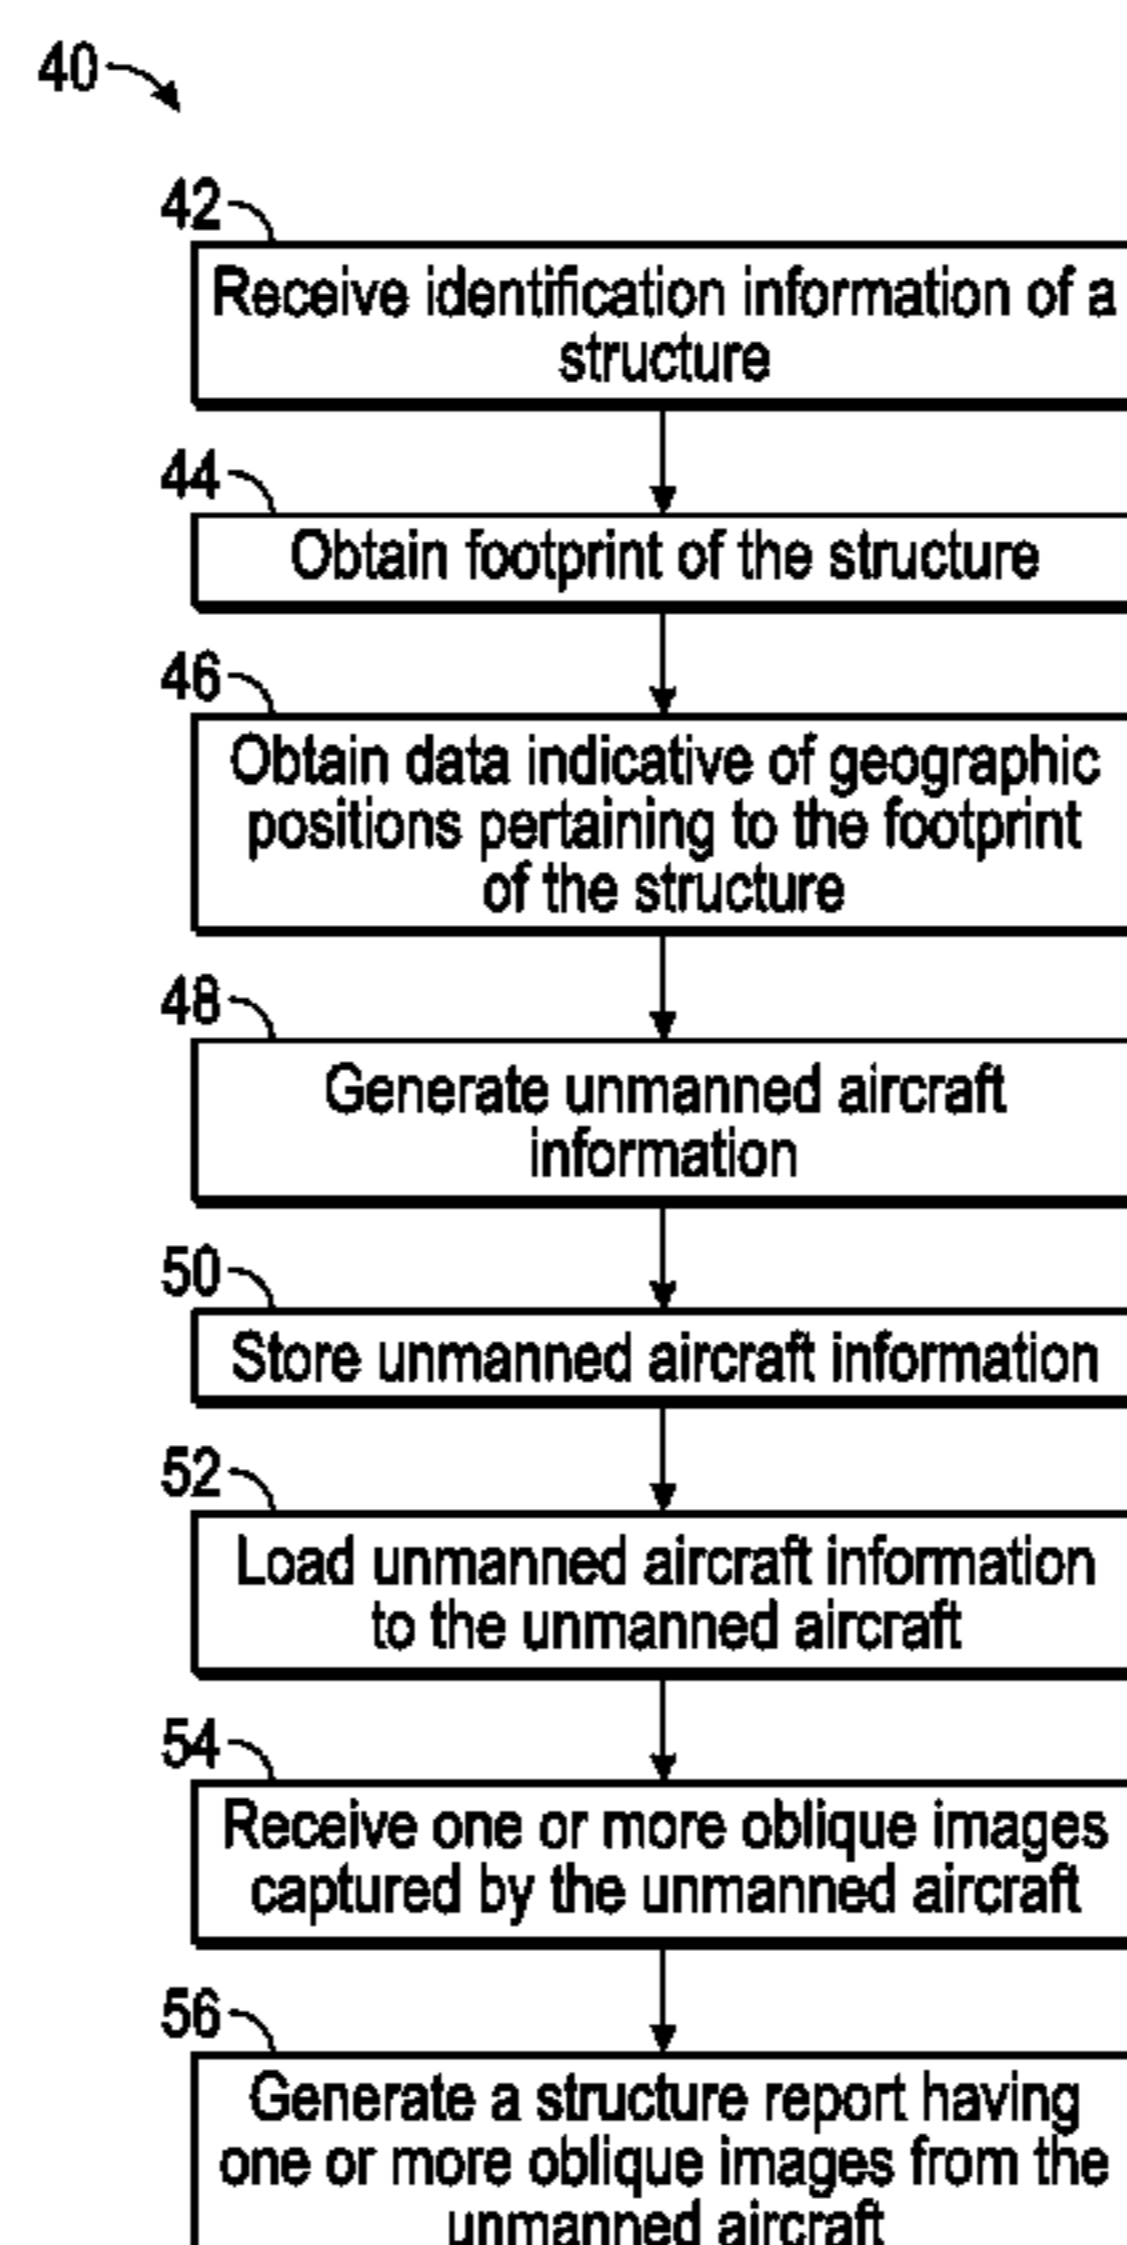 40
42
Receive identification information of a
structure
44
Obtain footprint of the structure
46
Obtain data indicative of geographic
positions pertaining to the footprint
of the structure
48
Generate unmanned aircraft
information
50
Store unmanned aircraft information
52
Load unmanned aircraft information
to the unmanned aircraft
54
Receive one or more oblique images
captured by the unmanned aircraft
56
Generate a structure report having
one or more oblique images from the
unmanned aircraft